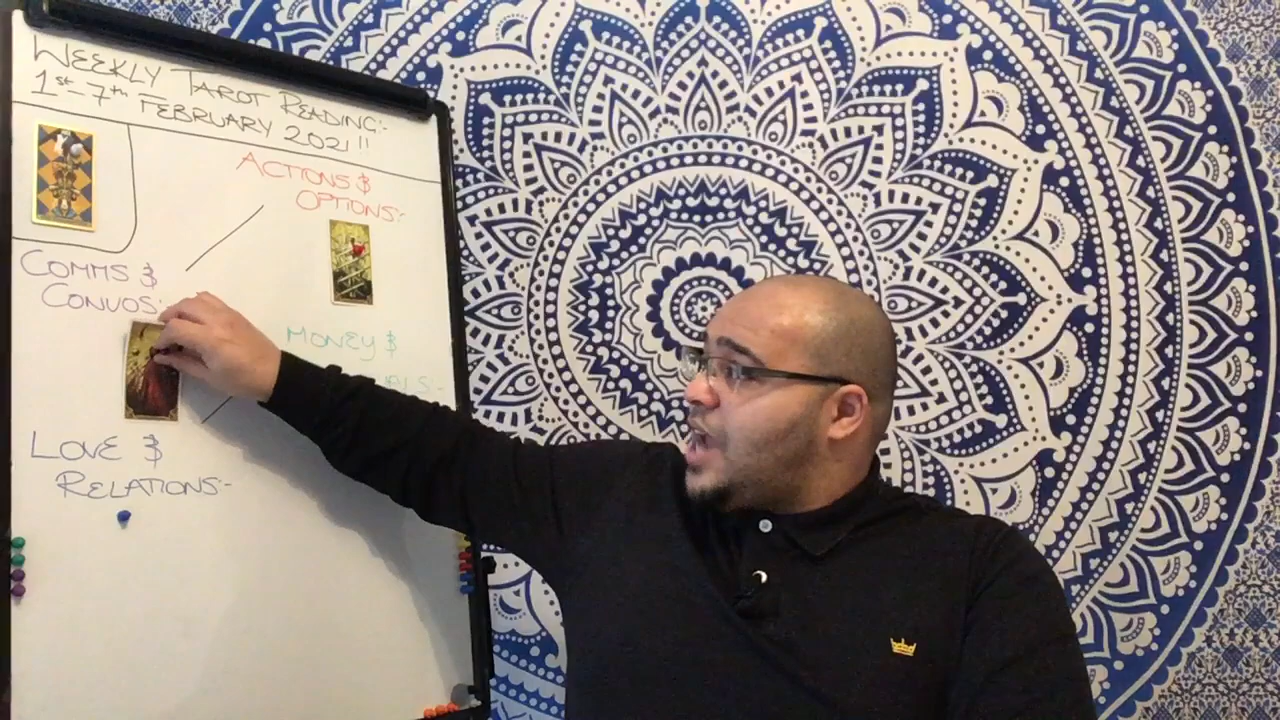 WEEKLY TAROT READING:-
1st-7th FEBRUARY 2021!!
ACTIONS &
OPTIONS:-
COMMS &
CONVOS:-
MONEY &
LOVE &
RELATIONS:-